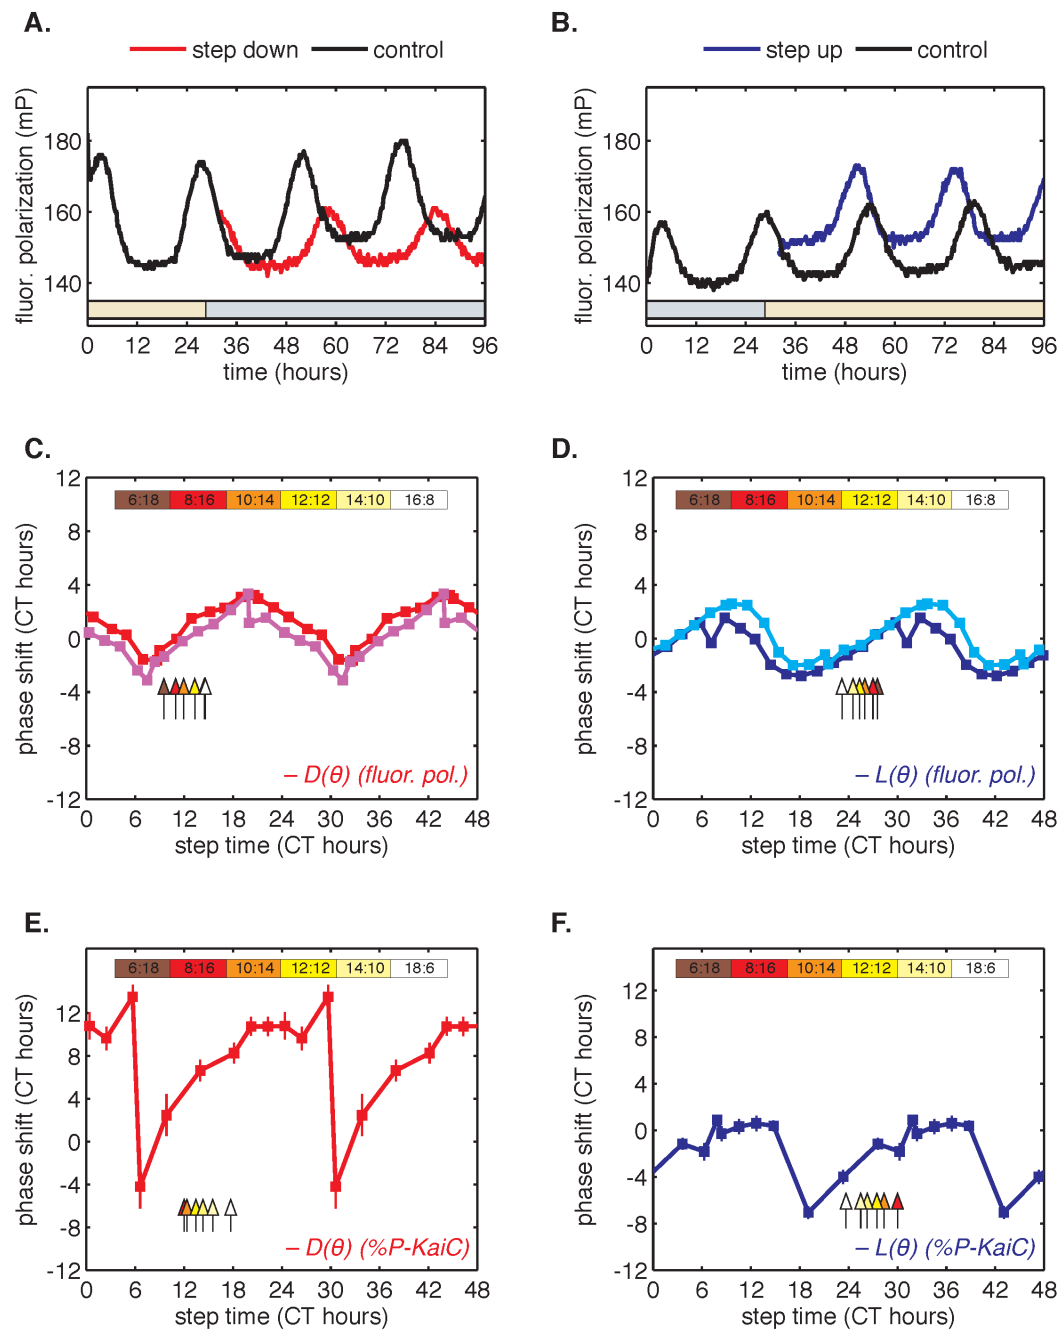 A.
step down control
fluor. polarization (mP)
180
160
140
0 12 24 36 48 60 72 84 96
time (hours)
B.
step up control
fluor. polarization (mP)
180
160
140
0 12 24 36 48 60 72 84 96
time (hours)
C.
phase shift (CT hours)
12
8
4
0
-4
-8
-12
6:18 8:16 10:14 12:12 14:10 16:8
– D(θ) (fluor. pol.)
0 6 12 18 24 30 36 42 48
step time (CT hours)
D.
phase shift (CT hours)
12
8
4
0
-4
-8
-12
6:18 8:16 10:14 12:12 14:10 16:8
– L(θ) (fluor. pol.)
0 6 12 18 24 30 36 42 48
step time (CT hours)
E.
phase shift (CT hours)
12
8
4
0
-4
-8
-12
6:18 8:16 10:14 12:12 14:10 18:6
– D(θ) (%P-KaiC)
0 6 12 18 24 30 36 42 48
step time (CT hours)
F.
phase shift (CT hours)
12
8
4
0
-4
-8
-12
6:18 8:16 10:14 12:12 14:10 18:6
– L(θ) (%P-KaiC)
0 6 12 18 24 30 36 42 48
step time (CT hours)